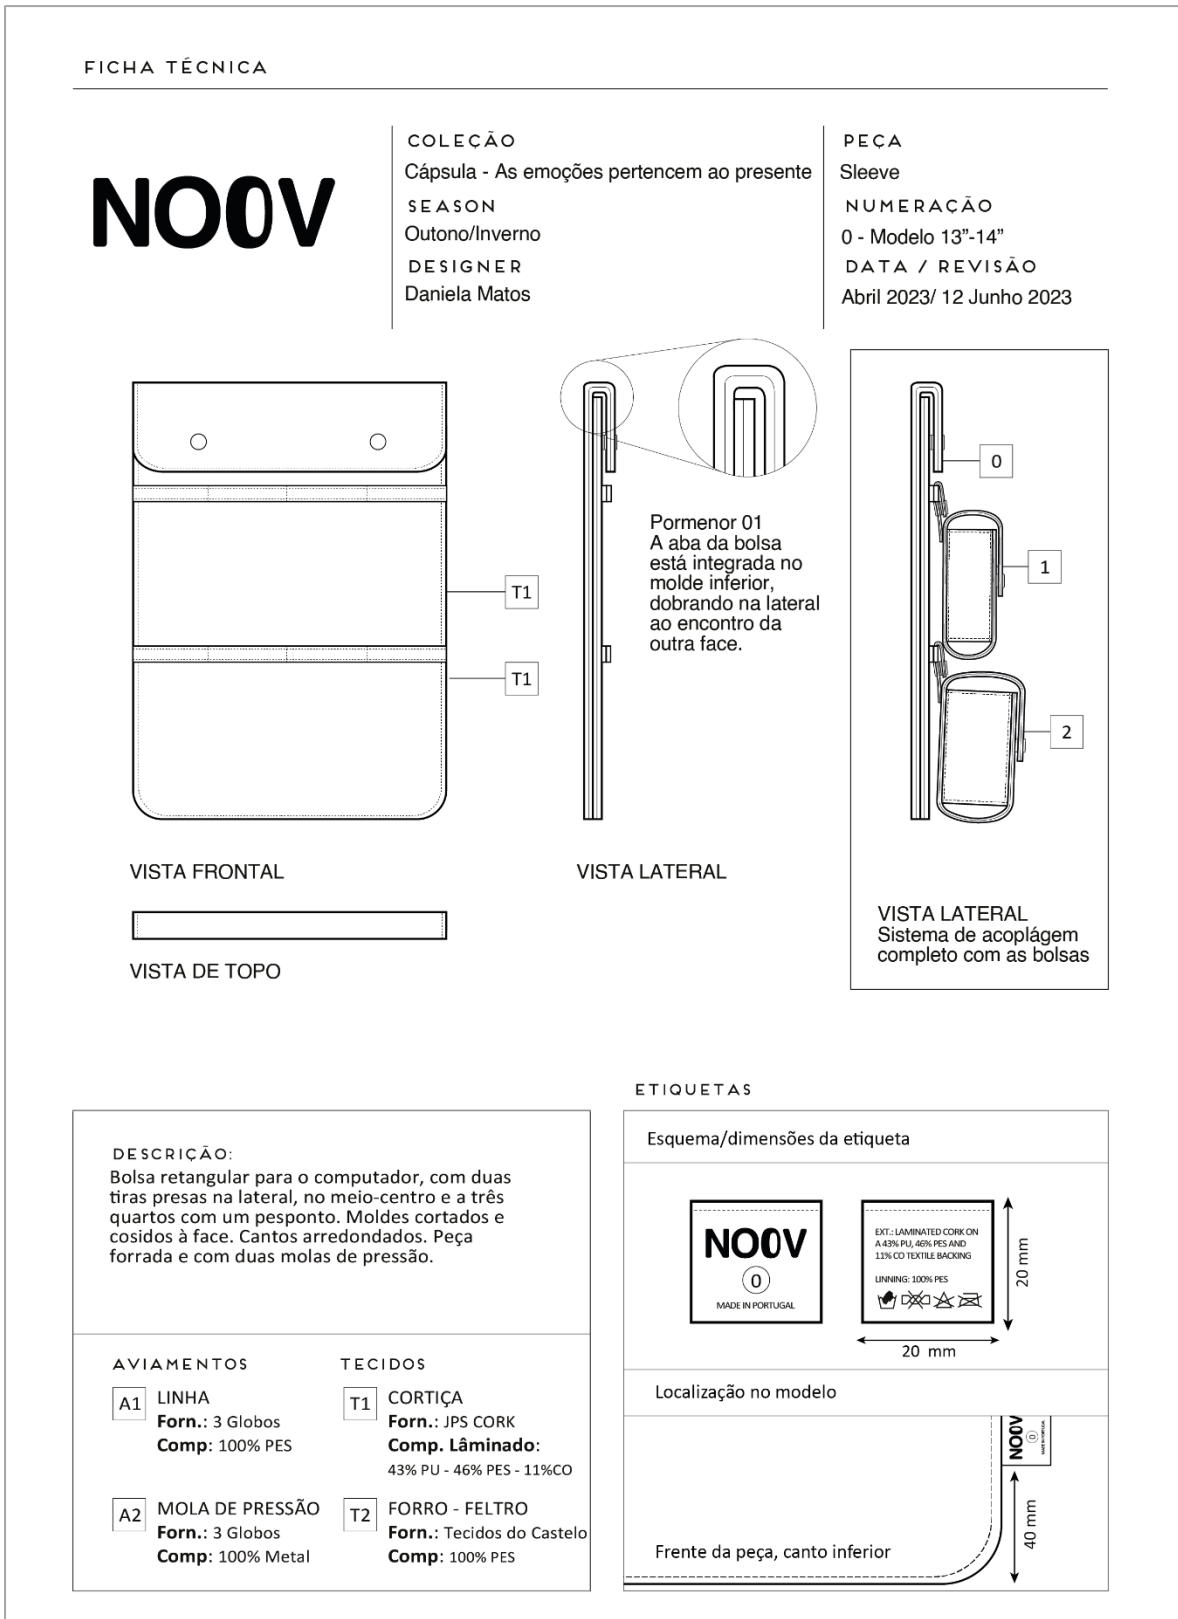 FICHA TÉCNICA
NOOV
COLEÇÃO
Cápsula - As emoções pertencem ao presente
SEASON
Outono/Inverno
DESIGNER
Daniela Matos
PEÇA
Sleeve
NUMERAÇÃO
0 - Modelo 13”-14”
DATA / REVISÃO
Abril 2023/ 12 Junho 2023
T1
T1
VISTA FRONTAL
VISTA DE TOPO
Pormenor 01
A aba da bolsa
está integrada no
molde inferior,
dobrando na lateral
ao encontro da
outra face.
VISTA LATERAL
0
1
2
VISTA LATERAL
Sistema de acoplágem
completo com as bolsas
DESCRIÇÃO:
Bolsa retangular para o computador, com duas
tiras presas na lateral, no meio-centro e a três
quartos com um pesponto. Moldes cortados e
cosidos à face. Cantos arredondados. Peça
forrada e com duas molas de pressão.
AVIAMENTOS
A1 LINHA
Forn.: 3 Globos
Comp: 100% PES
A2 MOLA DE PRESSÃO
Forn.: 3 Globos
Comp: 100% Metal
TECIDOS
T1 CORTIÇA
Forn.: JPS CORK
Comp. Lâminado:
43% PU - 46% PES - 11%CO
T2 FORRO - FELTRO
Forn.: Tecidos do Castelo
Comp: 100% PES
ETIQUETAS
Esquema/dimensões da etiqueta
NOOV
0
MADE IN PORTUGAL
EXT.: LAMINATED CORK ON
A 43% PU, 46% PES AND
11% CO TEXTILE BACKING
LINNING: 100% PES
20 mm
20 mm
Localização no modelo
NOOV
0
MADE IN PORTUGAL
40 mm
Frente da peça, canto inferior